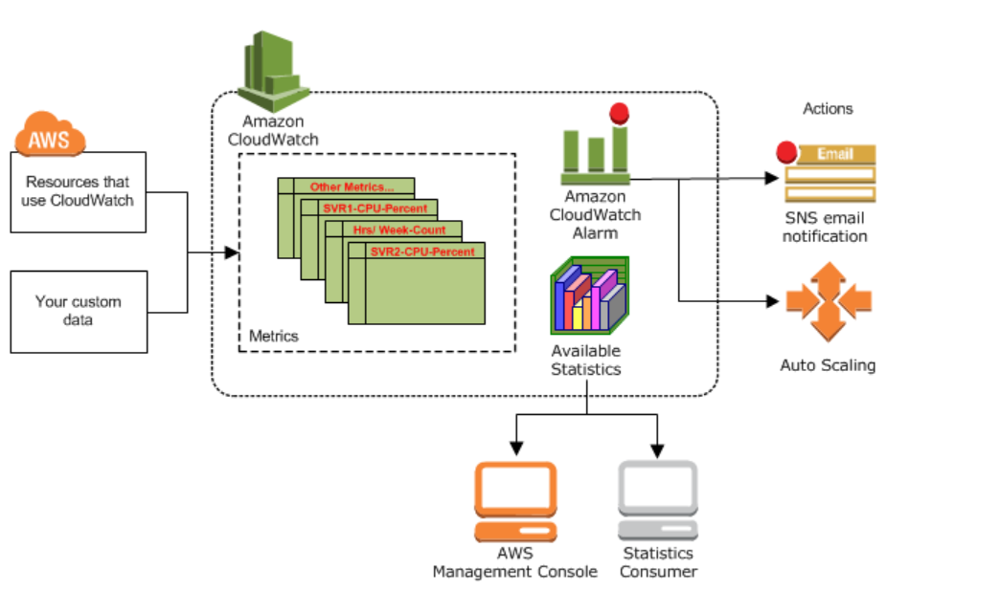 Amazon
CloudWatch
Actions
AWS
Resources that
use CloudWatch
Your custom
data
Other Metrics...
SVR1-CPU-Percent
Hrs/ Week-Count
SVR2-CPU-Percent
Metrics
Amazon
CloudWatch
Alarm
Available
Statistics
Email
SNS email
notification
Auto Scaling
AWS
Management Console
Statistics
Consumer